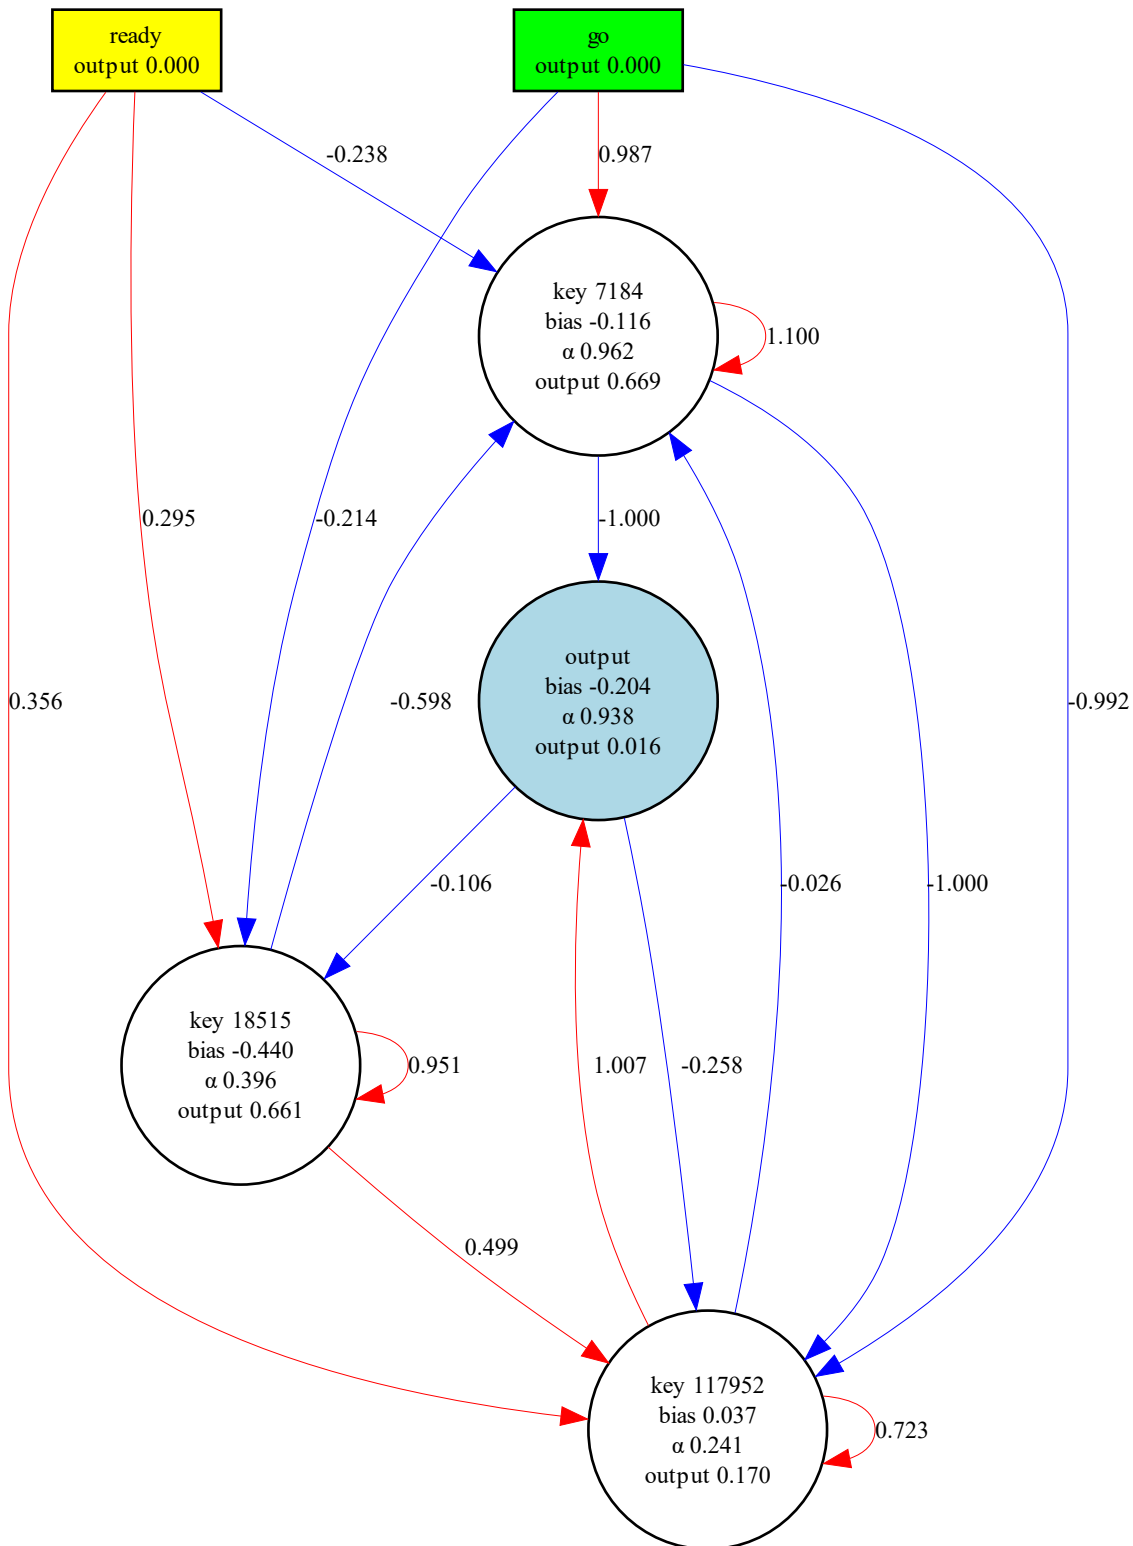 ready
output 0.000
go
output 0.000
-0.238
0.987
key 7184
bias -0.116
α 0.962
output 0.669
1.100
0.295
-0.214
-1.000
output
bias -0.204
α 0.938
output 0.016
0.356
-0.598
-0.992
-0.106
-0.026
-1.000
key 18515
bias -0.440
α 0.396
output 0.661
0.951
1.007
-0.258
0.499
key 117952
bias 0.037
α 0.241
output 0.170
0.723